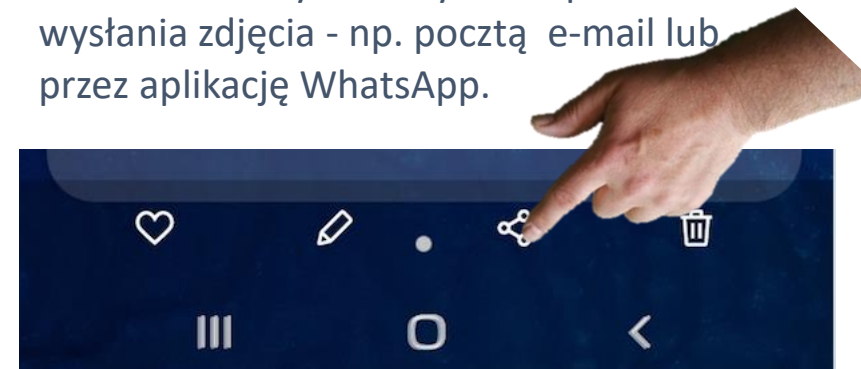 wysłania zdjęcia - np. pocztą e-mail lub
przez aplikację WhatsApp.